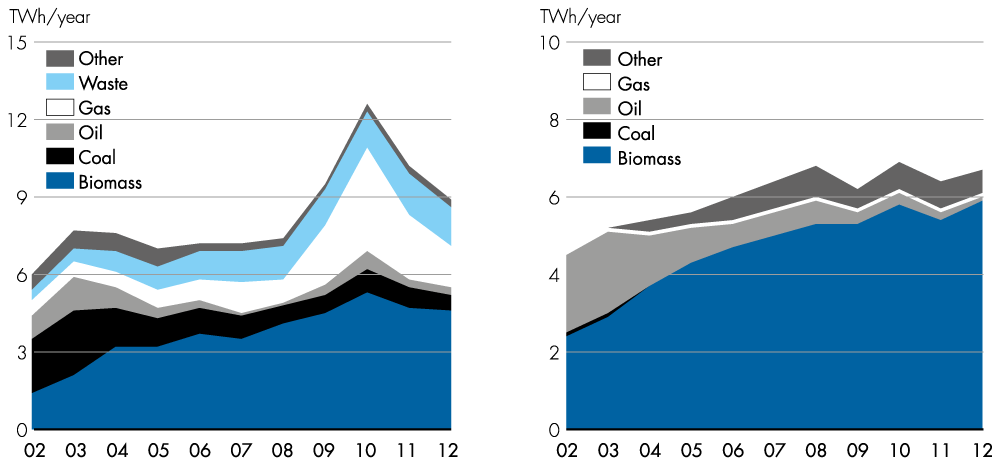 TWh/year
15
12
9
6
3
0
Other
Waste
Gas
Oil
Coal
Biomass
02 03 04 05 06 07 08 09 10 11 12
TWh/year
10
8
6
4
2
0
Other
Gas
Oil
Coal
Biomass
02 03 04 05 06 07 08 09 10 11 12